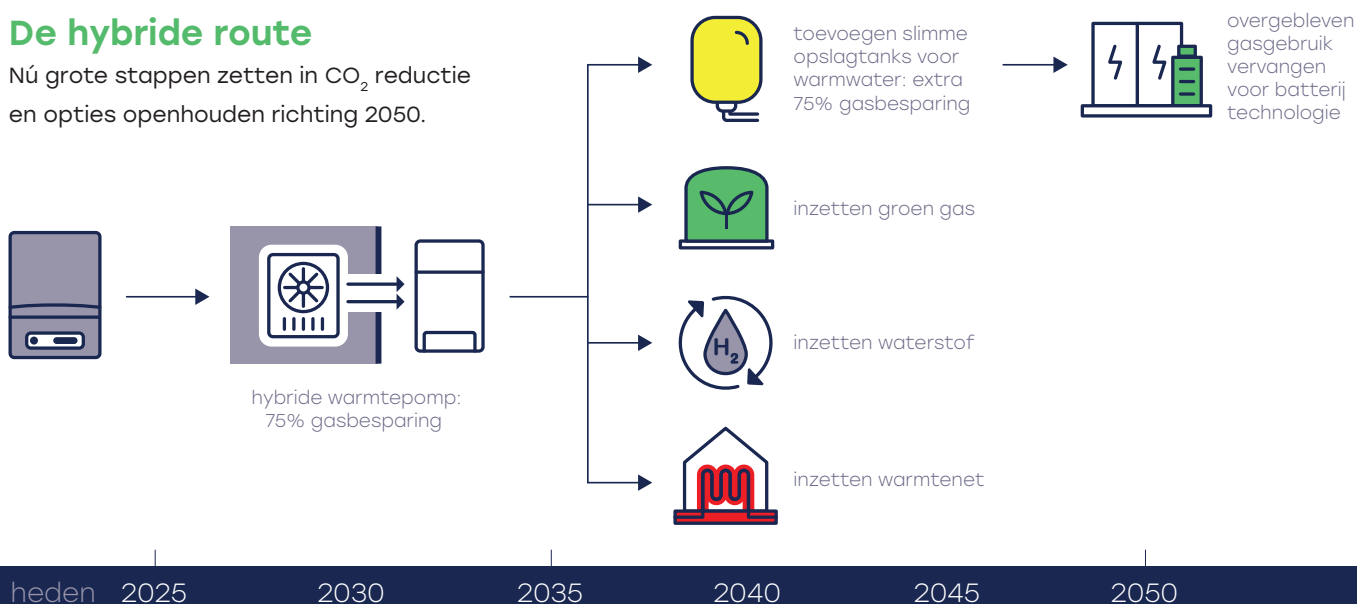 De hybride route
Nú grote stappen zetten in CO₂ reductie
en opties openhouden richting 2050.
hybride warmtepomp:
75% gasbesparing
toevoegen slimme
opslagtanks voor
warmwater: extra
75% gasbesparing
overgebleven
gasgebruik
vervangen
voor batterij
technologie
inzetten groen gas
H₂
inzetten waterstof
inzetten warmtenet
heden 2025 2030 2035 2040 2045 2050